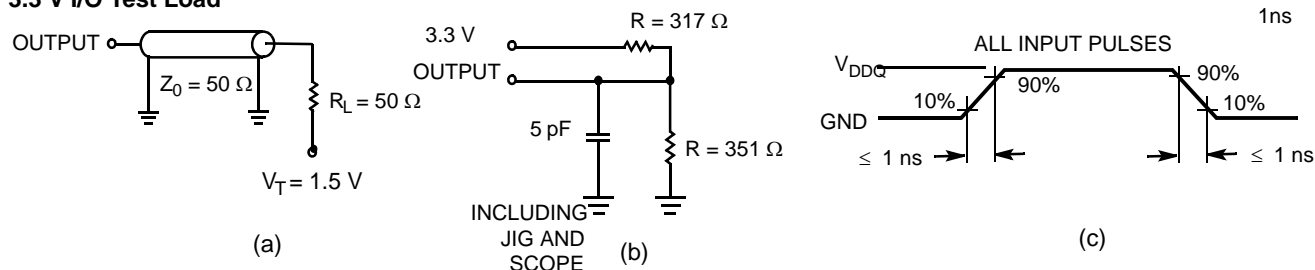 3.3 V I/O Test Load
OUTPUT
Z0 = 50 Ω
RL = 50 Ω
VT = 1.5 V
(a)
R = 317 Ω
3.3 V
OUTPUT
5 pF
R = 351 Ω
INCLUDING
JIG AND
SCOPE
(b)
1ns
ALL INPUT PULSES
VDDQ
GND
10%
90%
90%
10%
≤ 1 ns
≤ 1 ns
(c)